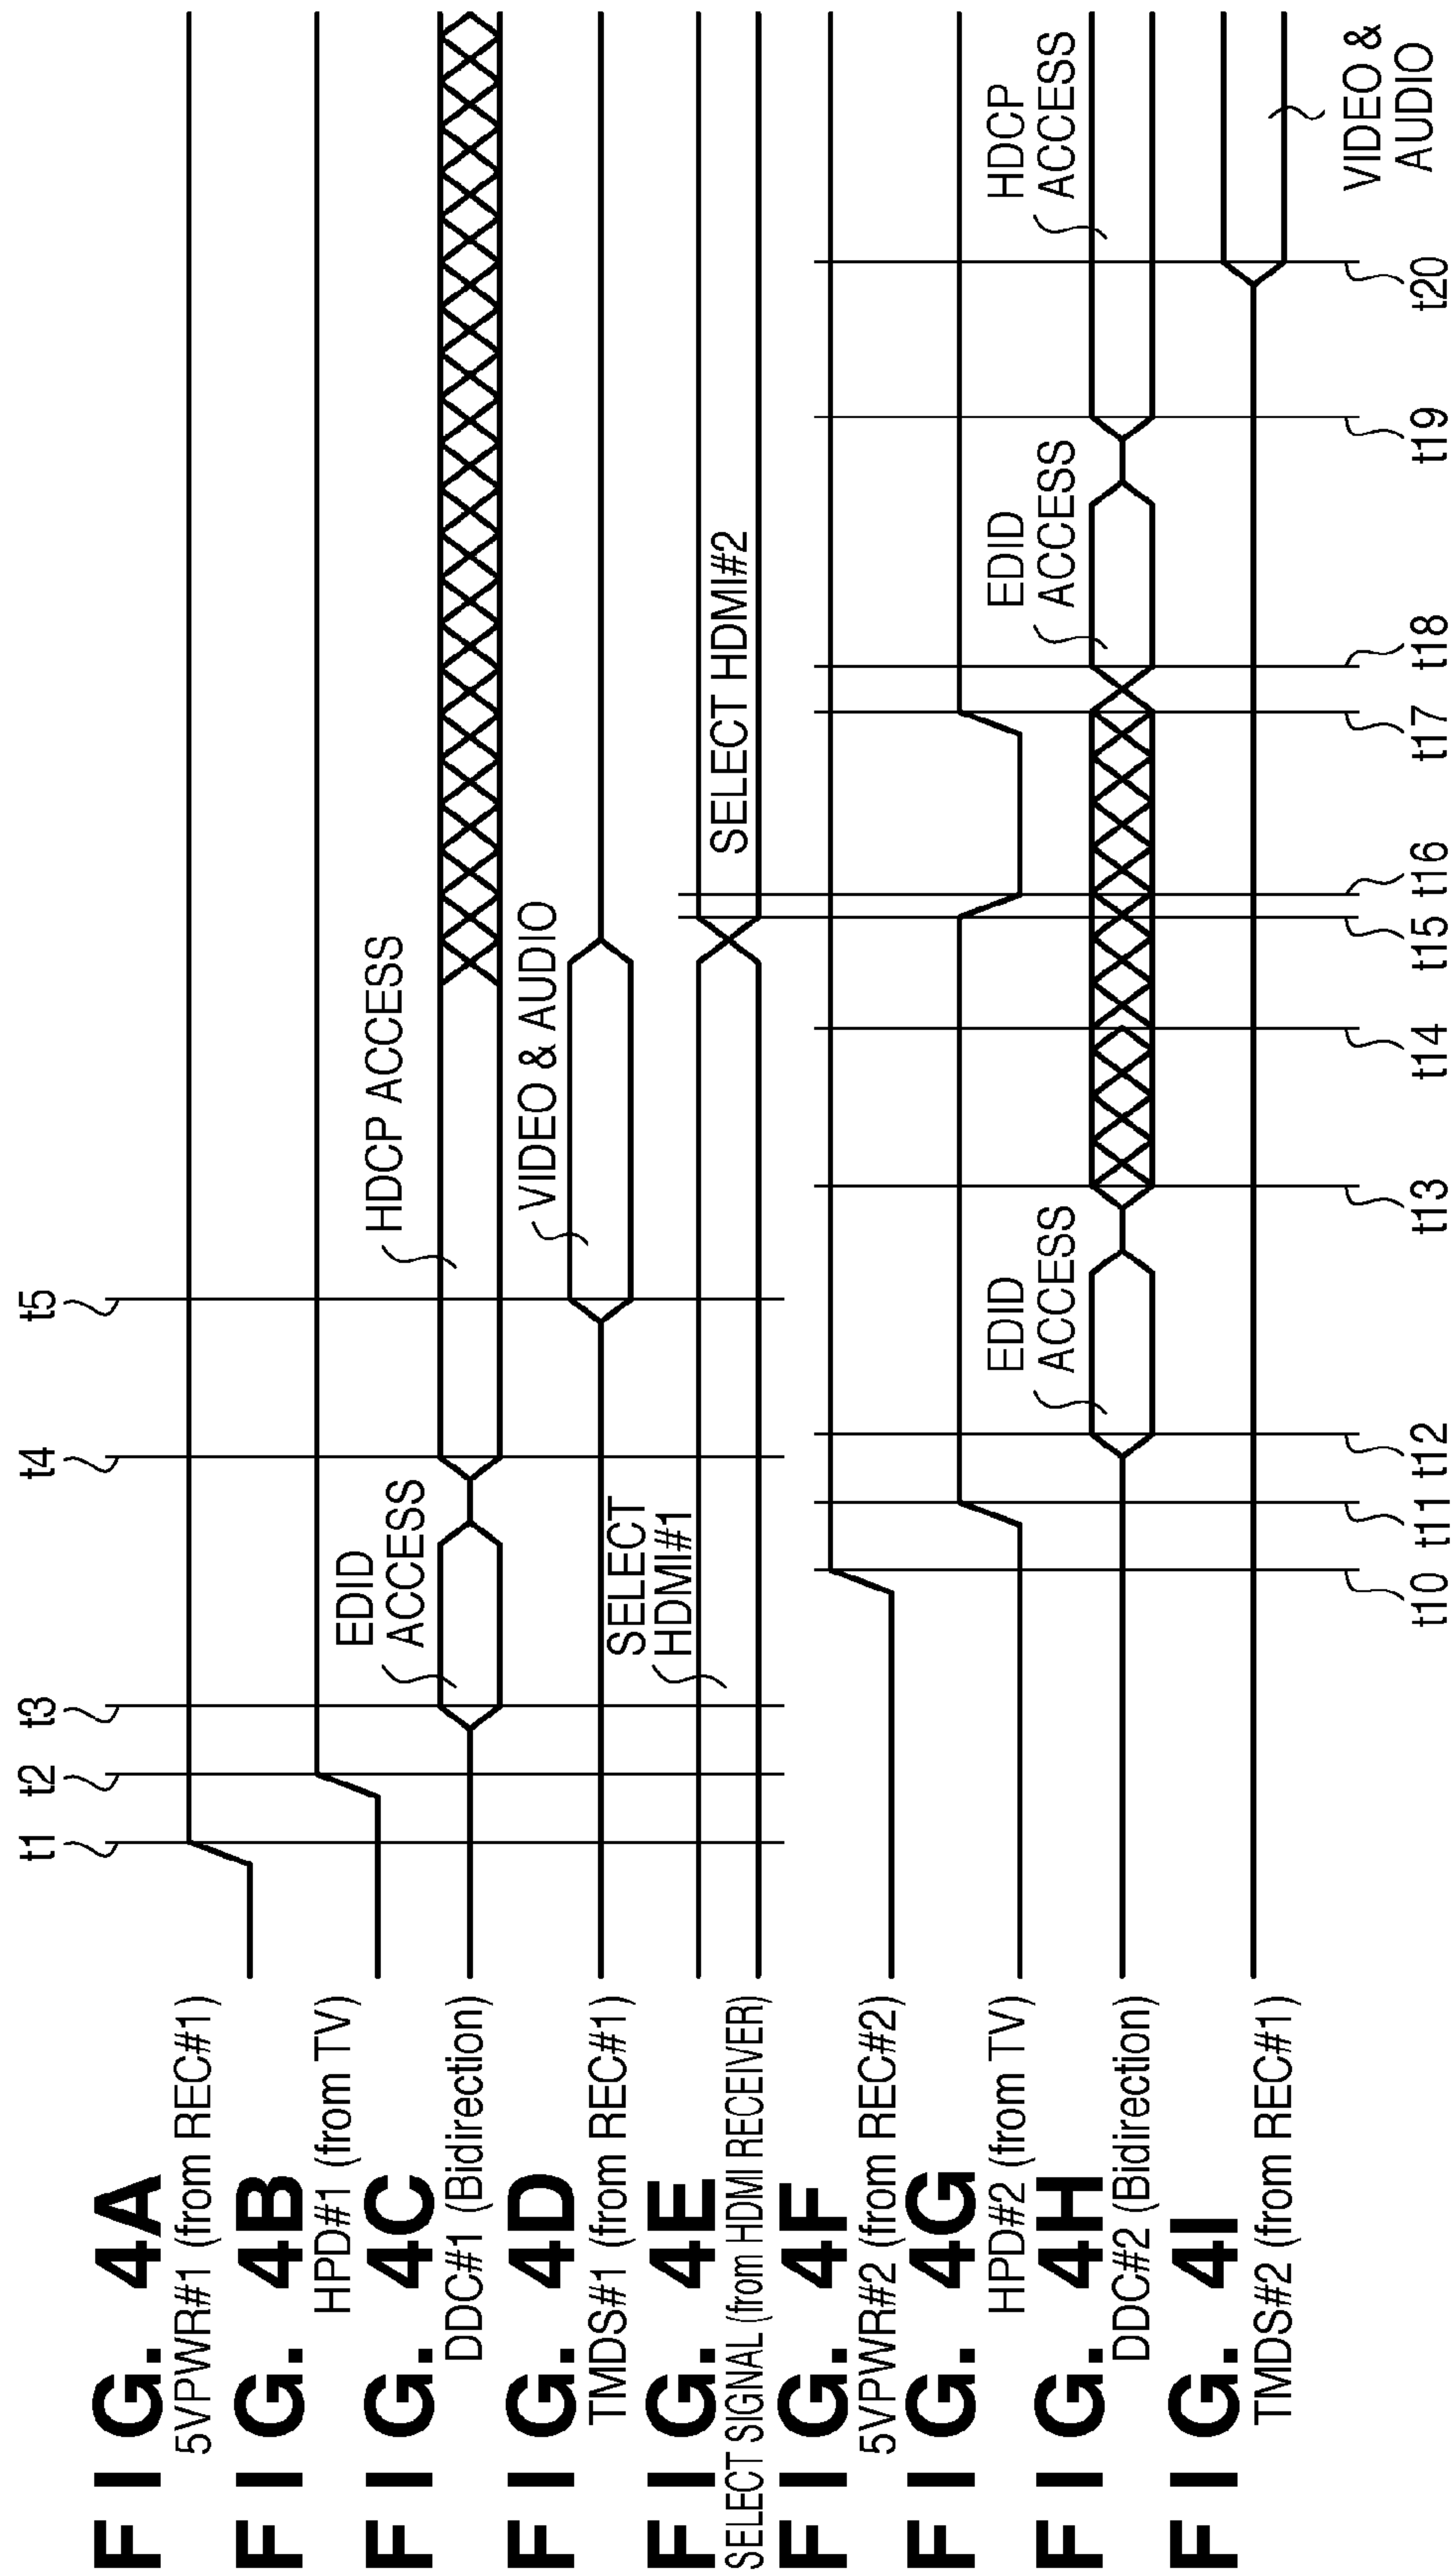 t1
t2
t3
t4
t5
FIG. 4A
5VPWR#1 (from REC#1)
FIG. 4B
HPD#1 (from TV)
FIG. 4C
DDC#1 (Bidirection)
EDID
ACCESS
HDCP ACCESS
FIG. 4D
TMDS#1 (from REC#1)
VIDEO & AUDIO
FIG. 4E
SELECT SIGNAL (from HDMI RECEIVER)
SELECT
HDMI#1
SELECT HDMI#2
FIG. 4F
5VPWR#2 (from REC#2)
FIG. 4G
HPD#2 (from TV)
FIG. 4H
DDC#2 (Bidirection)
EDID
ACCESS
EDID
ACCESS
HDCP
ACCESS
FIG. 4I
TMDS#2 (from REC#1)
VIDEO &
AUDIO
t10
t11
t12
t13
t14
t15
t16
t17
t18
t19
t20